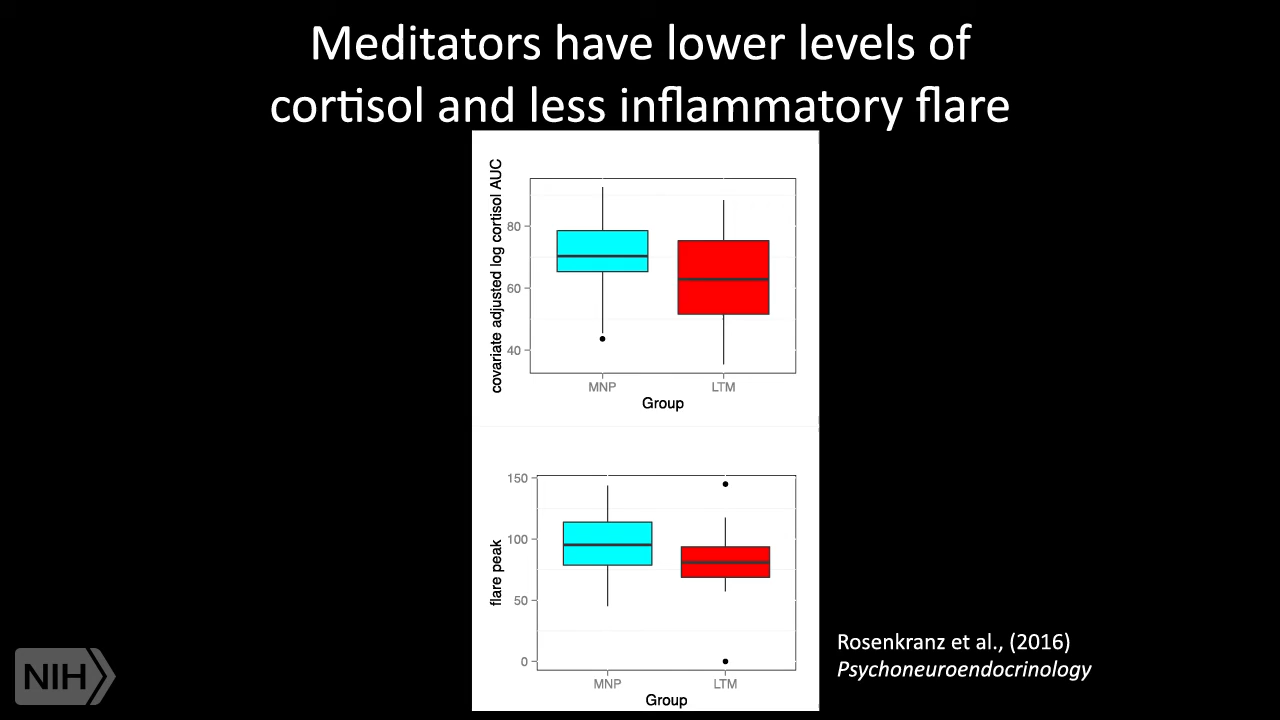 Meditators have lower levels of
cortisol and less inflammatory flare
covariate adjusted log cortisol AUC
80
60
40
MNP LTM
Group
flare peak
150
100
50
0
MNP LTM
Group
Rosenkranz et al., (2016)
Psychoneuroendocrinology
NIH